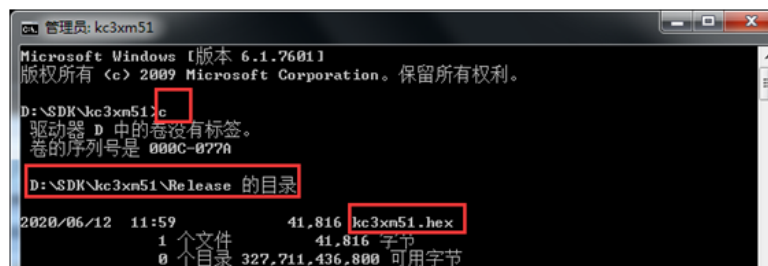 管理员: kc3xm51
Microsoft Windows [版本 6.1.7601]
版权所有 (c) 2009 Microsoft Corporation。保留所有权利。
D:\SDK\kc3xm51>c
驱动器 D 中的卷没有标签。
卷的序列号是 000C-077A
D:\SDK\kc3xm51\Release 的目录
2020/06/12  11:59            41,816 kc3xm51.hex
1 个文件         41,816 字节
0 个目录 327,711,436,800 可用字节